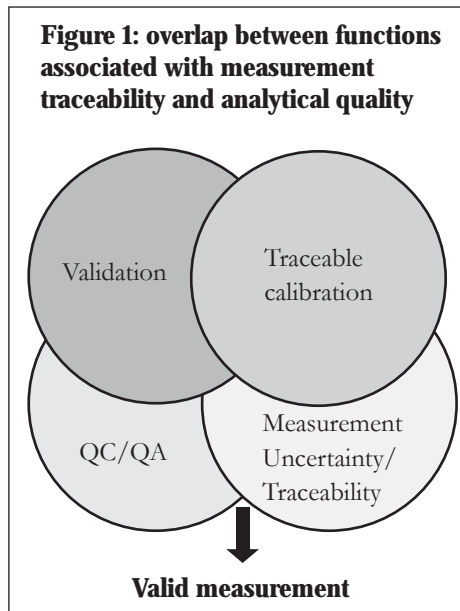 Figure 1: overlap between functions
associated with measurement
traceability and analytical quality
Validation
Traceable
calibration
QC/QA
Measurement
Uncertainty/
Traceability
Valid measurement